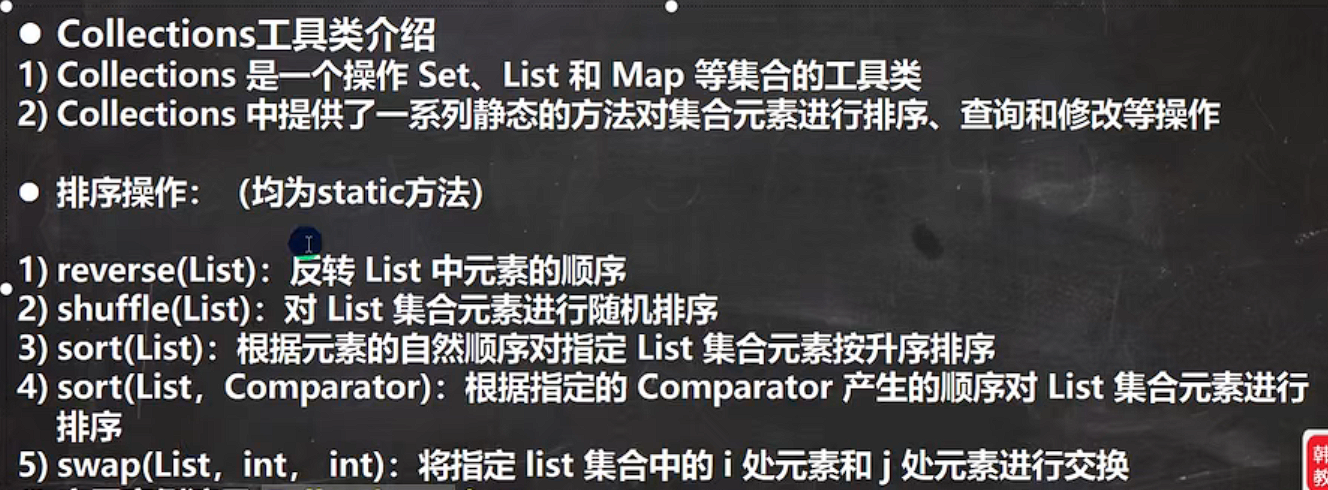 ● Collections工具类介绍
1) Collections 是一个操作 Set、List 和 Map 等集合的工具类
2) Collections 中提供了一系列静态的方法对集合元素进行排序、查询和修改等操作
● 排序操作：（均为static方法）
1) reverse(List)：反转 List 中元素的顺序
2) shuffle(List)：对 List 集合元素进行随机排序
3) sort(List)：根据元素的自然顺序对指定 List 集合元素按升序排序
4) sort(List，Comparator)：根据指定的 Comparator 产生的顺序对 List 集合元素进行
排序
5) swap(List，int， int)：将指定 list 集合中的 i 处元素和 j 处元素进行交换
韩
教